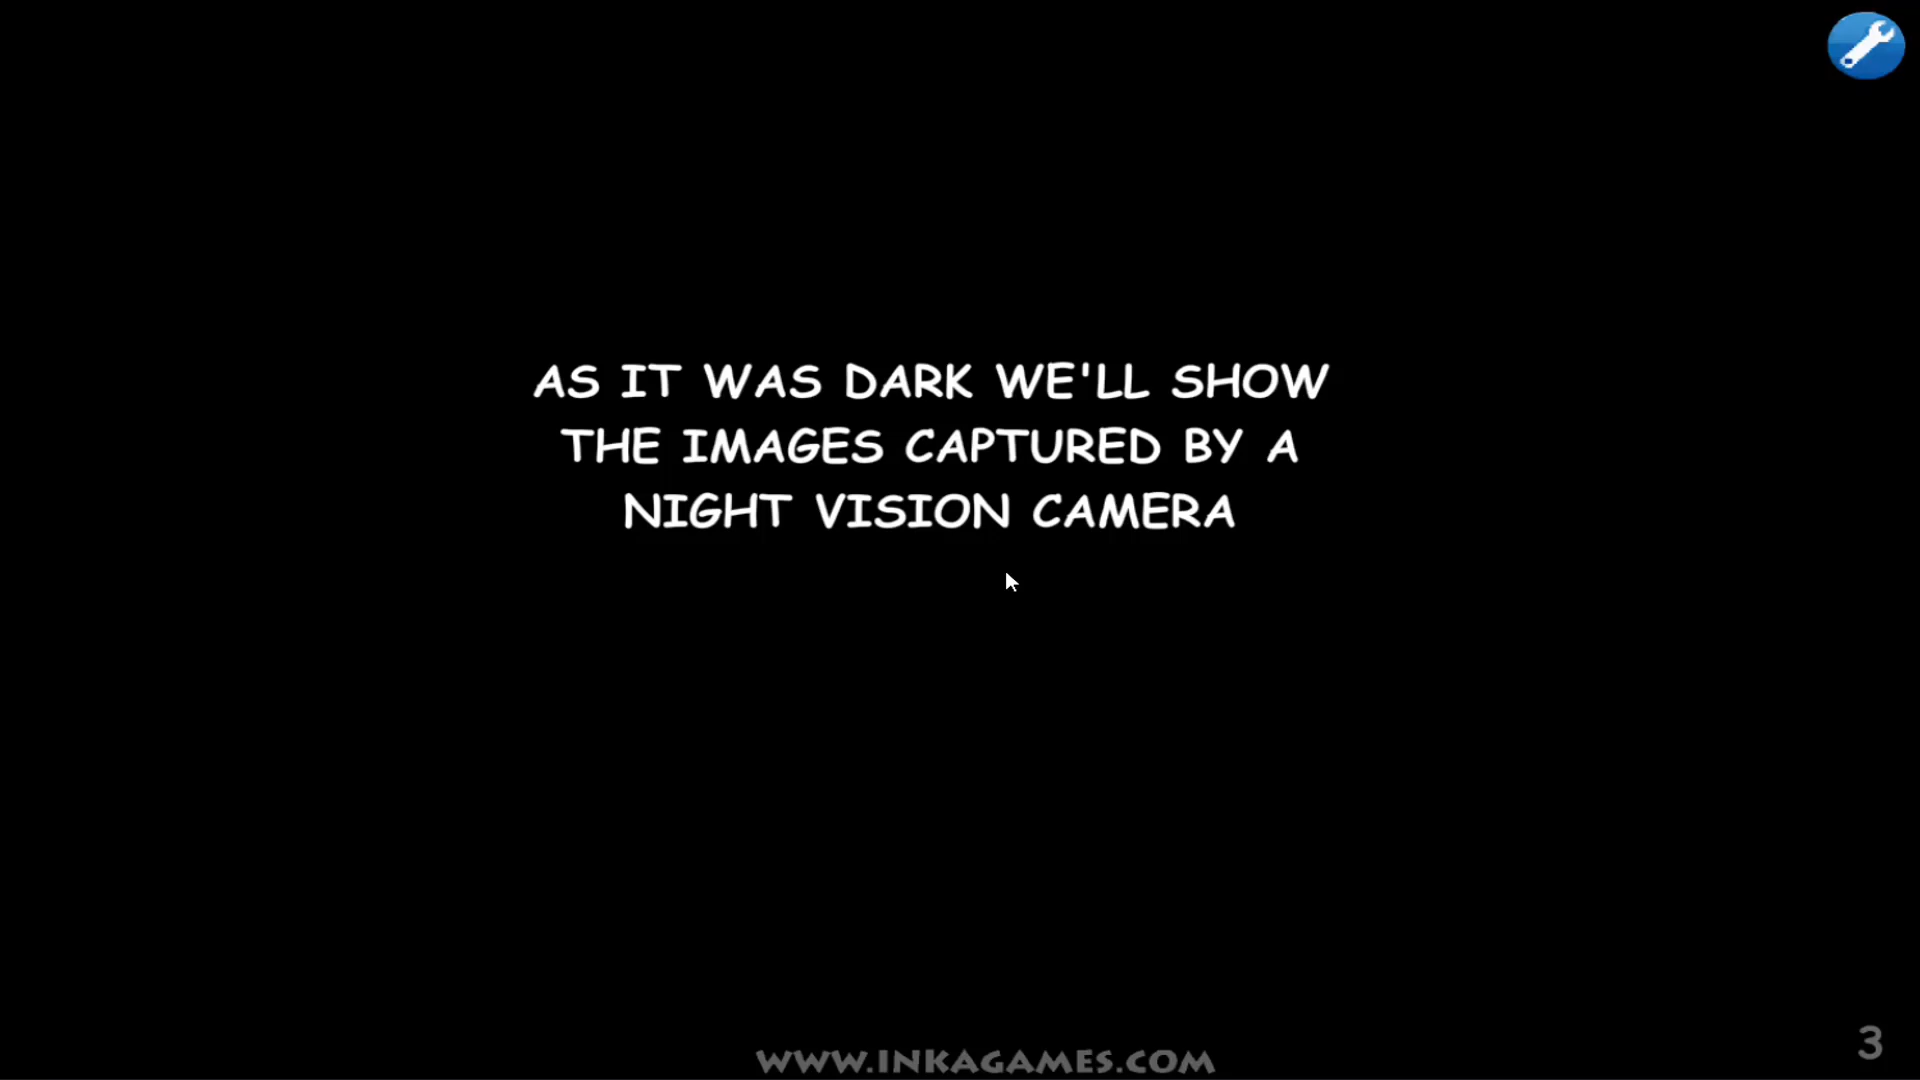 AS IT WAS DARK WE'LL SHOW
THE IMAGES CAPTURED BY A
NIGHT VISION CAMERA
3
WWW.INKAGAMES.COM